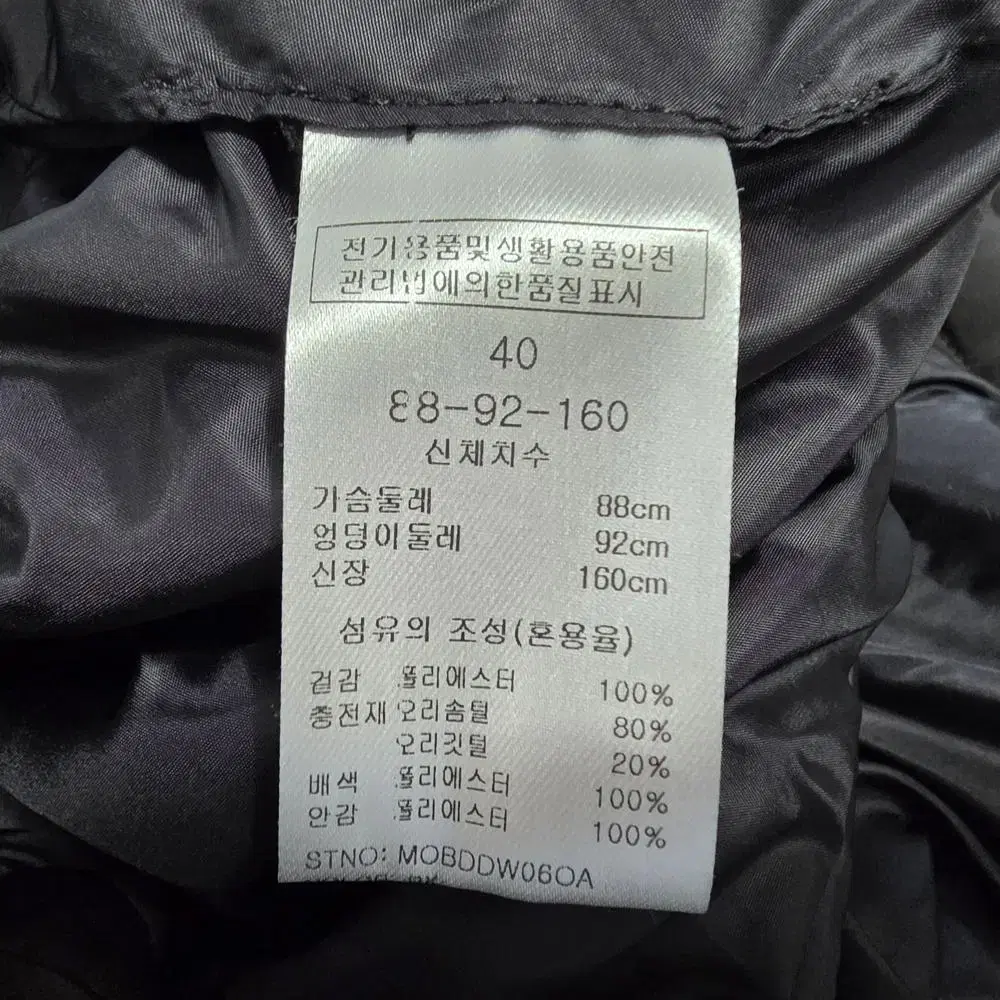 전기용품및생활용품안전
관리법에의한품질표시
40
88-92-160
신체치수
가슴둘레 88cm
엉덩이둘레 92cm
신장 160cm
섬유의 조성(혼용율)
겉감 폴리에스터 100%
충전재 오리솜털 80%
오리깃털 20%
배색 폴리에스터 100%
안감 폴리에스터 100%
STNO: MOBDDW06OA